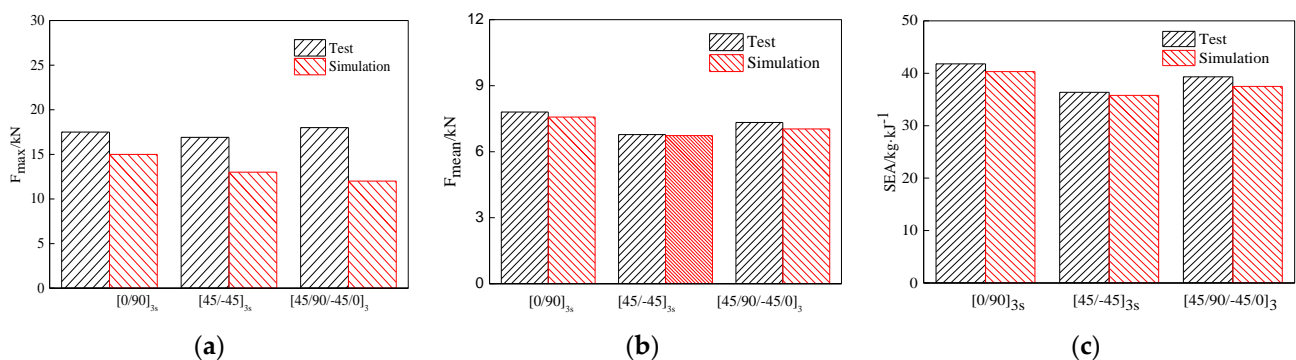 30
25
20
15
10
5
0
F_max/kN
Test
Simulation
[0/90]_3s
[45/-45]_3s
[45/90/-45/0]_3
(a)
12
9
6
3
0
F_mean/kN
Test
Simulation
[0/90]_3s
[45/-45]_3s
[45/90/-45/0]_3
(b)
50
40
30
20
10
0
SEA/kg·kJ^-1
Test
Simulation
[0/90]_3s
[45/-45]_3s
[45/90/-45/0]_3
(c)